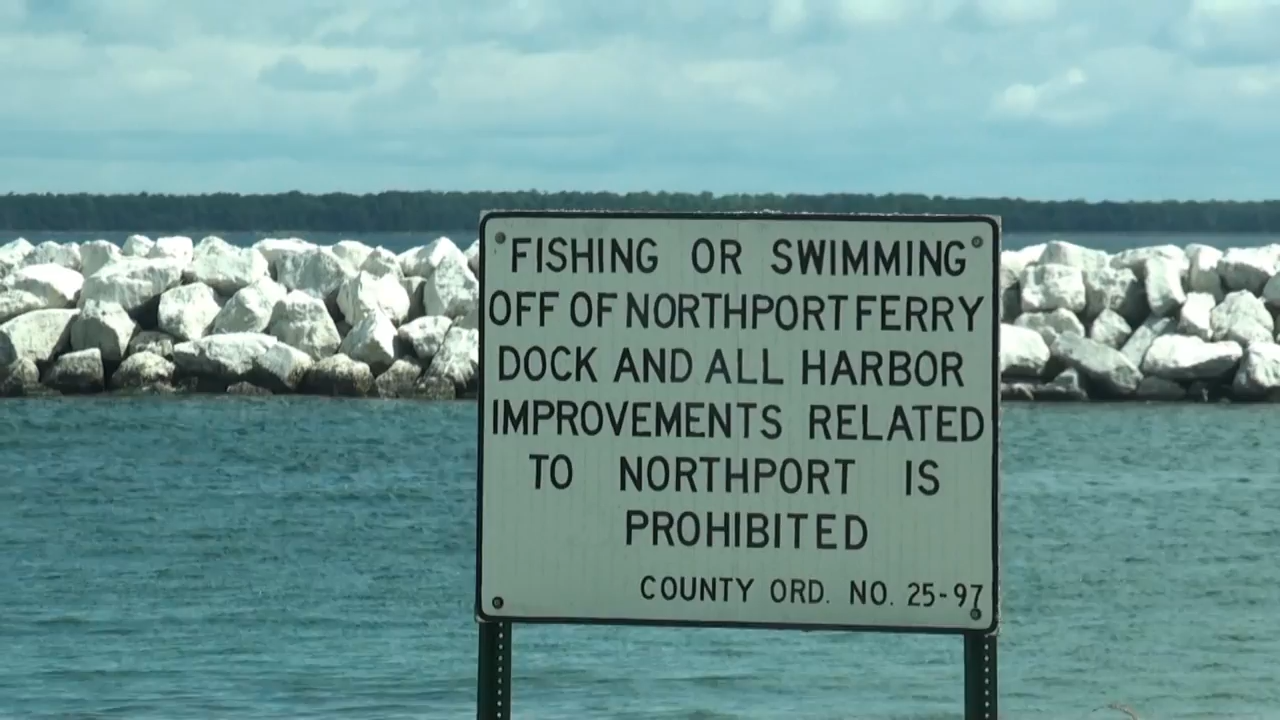 FISHING OR SWIMMING
OFF OF NORTHPORT FERRY
DOCK AND ALL HARBOR
IMPROVEMENTS RELATED
TO NORTHPORT IS
PROHIBITED
COUNTY ORD. NO. 25-97